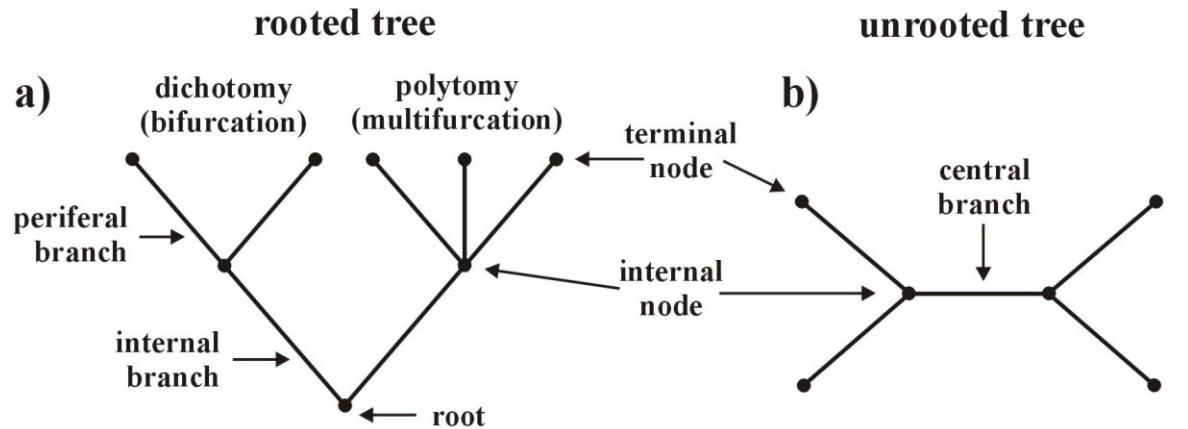 rooted tree
unrooted tree
a)
dichotomy
(bifurcation)
polytomy
(multifurcation)
b)
terminal
node
central
branch
periferal
branch
internal
node
internal
branch
root